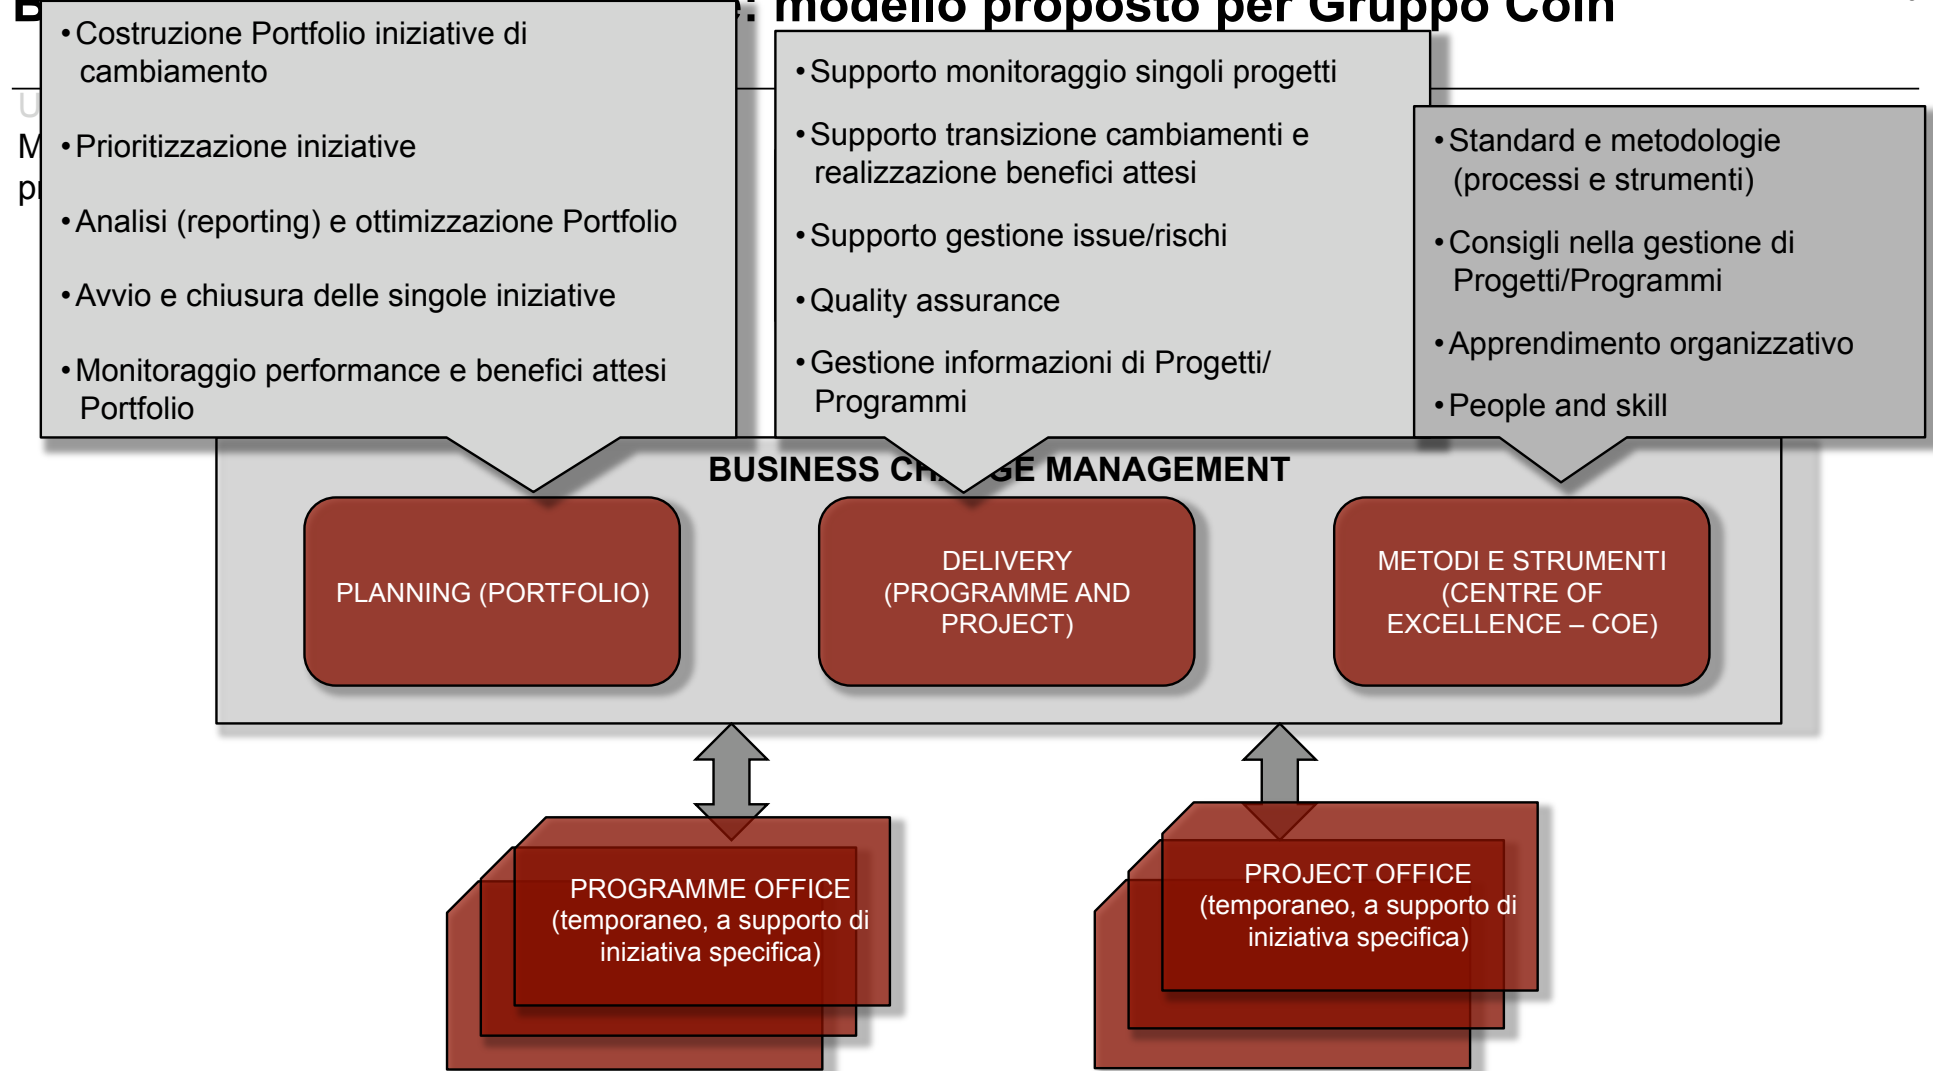 modello proposto per Gruppo Coin
• Costruzione Portfolio iniziative di
cambiamento
• Prioritizzazione iniziative
• Analisi (reporting) e ottimizzazione Portfolio
• Avvio e chiusura delle singole iniziative
• Monitoraggio performance e benefici attesi
Portfolio
• Supporto monitoraggio singoli progetti
• Supporto transizione cambiamenti e
realizzazione benefici attesi
• Supporto gestione issue/rischi
• Quality assurance
• Gestione informazioni di Progetti/
Programmi
• Standard e metodologie
(processi e strumenti)
• Consigli nella gestione di
Progetti/Programmi
• Apprendimento organizzativo
• People and skill
BUSINESS MANAGEMENT
PLANNING (PORTFOLIO)
DELIVERY
(PROGRAMME AND
PROJECT)
METODI E STRUMENTI
(CENTRE OF
EXCELLENCE – COE)
PROGRAMME OFFICE
(temporaneo, a supporto di
iniziativa specifica)
PROJECT OFFICE
(temporaneo, a supporto di
iniziativa specifica)